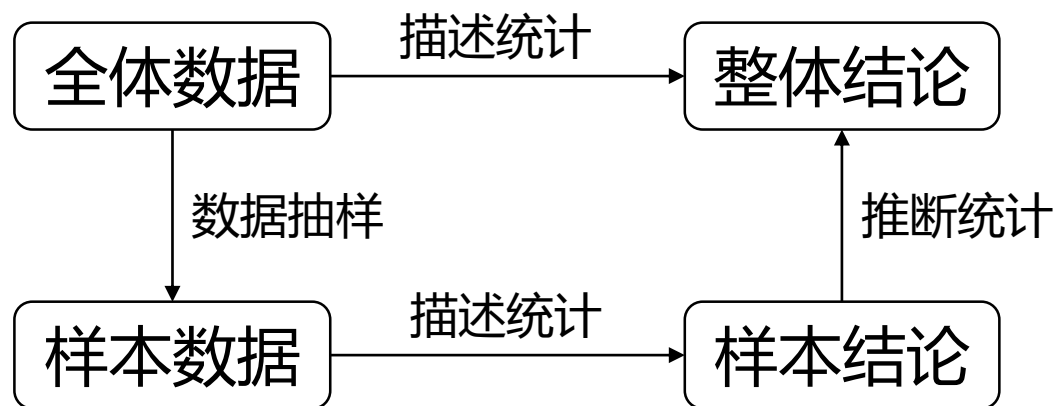 描述统计
全体数据
整体结论
数据抽样
推断统计
描述统计
样本数据
样本结论